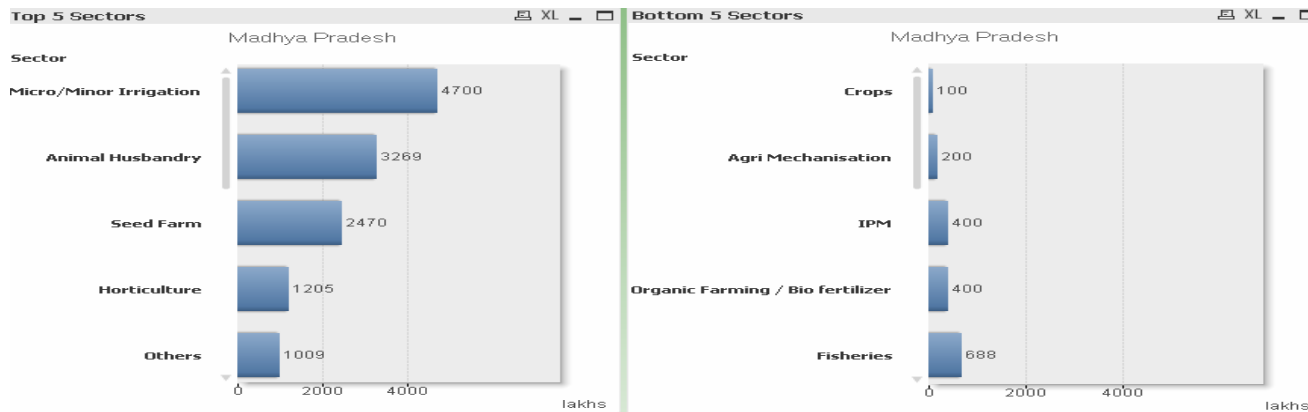 Top 5 Sectors XL
Madhya Pradesh
Sector
Micro/Minor Irrigation 4700
Animal Husbandry 3269
Seed Farm 2470
Horticulture 1205
Others 1009
0 2000 4000
lakhs
Bottom 5 Sectors XL
Madhya Pradesh
Sector
Crops 100
Agri Mechanisation 200
IPM 400
Organic Farming / Bio fertilizer 400
Fisheries 688
0 2000 4000
lakhs